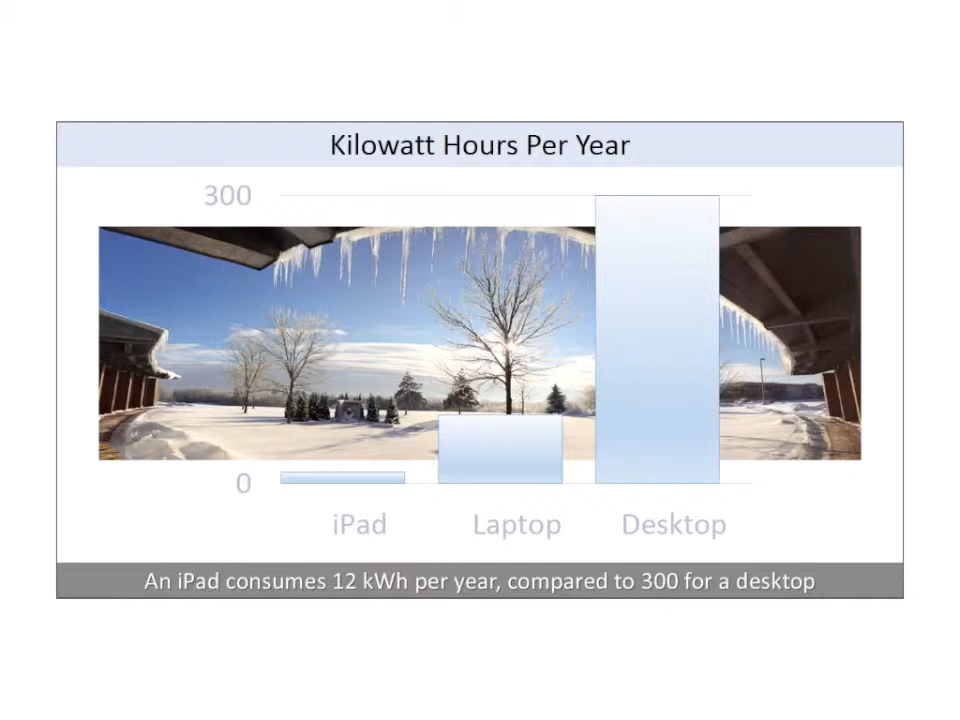 Kilowatt Hours Per Year
300
0
iPad
Laptop
Desktop
An iPad consumes 12 kWh per year, compared to 300 for a desktop